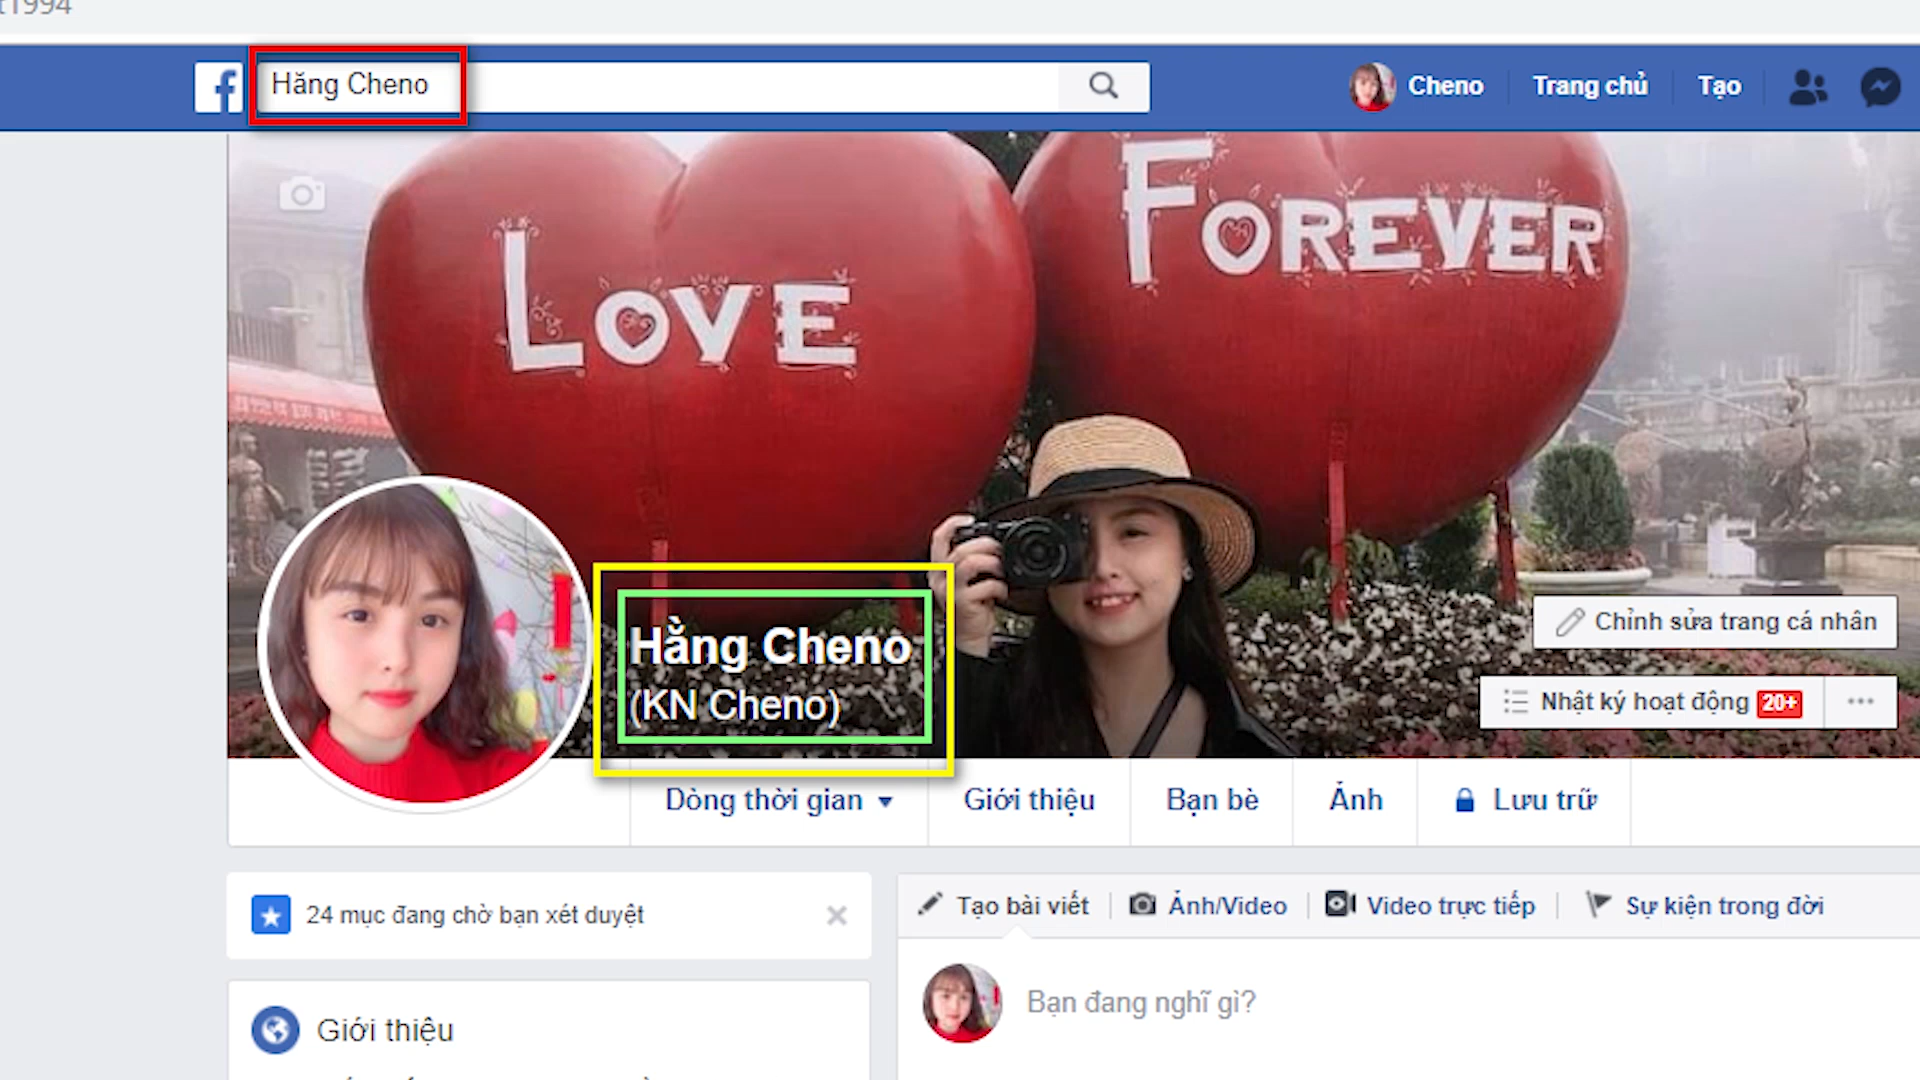 t1994
Hằng Cheno
Cheno
Trang chủ
Tạo
LOVE
FOREVER
Hằng Cheno
(KN Cheno)
Chỉnh sửa trang cá nhân
Nhật ký hoạt động 20+
Dòng thời gian
Giới thiệu
Bạn bè
Ảnh
Lưu trữ
24 mục đang chờ bạn xét duyệt
Tạo bài viết
Ảnh/Video
Video trực tiếp
Sự kiện trong đời
Bạn đang nghĩ gì?
Giới thiệu